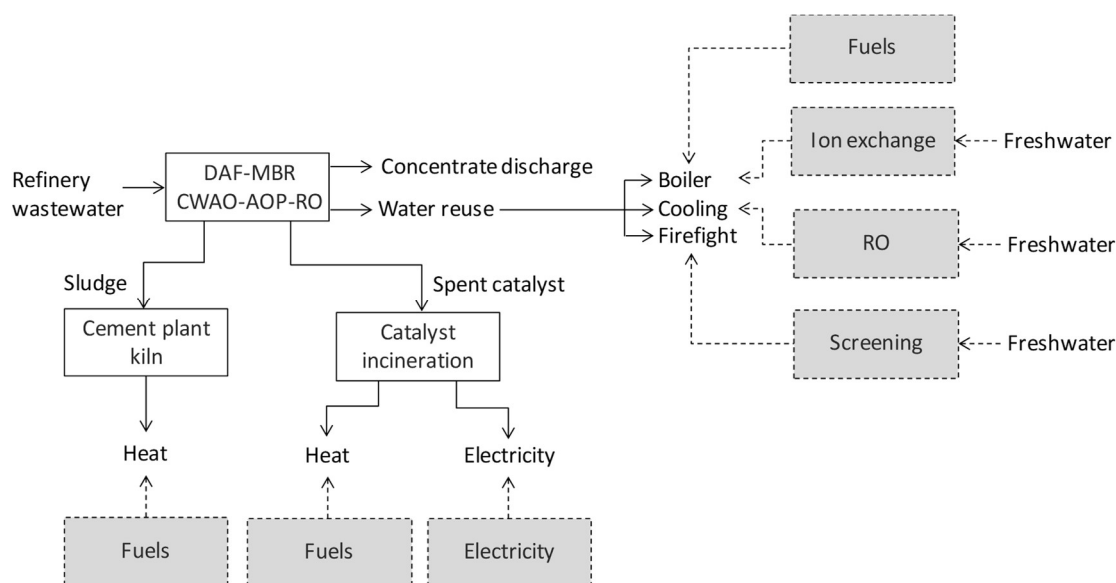 Fuels
Ion exchange
Freshwater
DAF-MBR
CWAO-AOP-RO
Refinery
wastewater
Concentrate discharge
Water reuse
Boiler
Cooling
Firefight
RO
Freshwater
Sludge
Spent catalyst
Cement plant
kiln
Catalyst
incineration
Screening
Freshwater
Heat
Heat
Electricity
Fuels
Fuels
Electricity